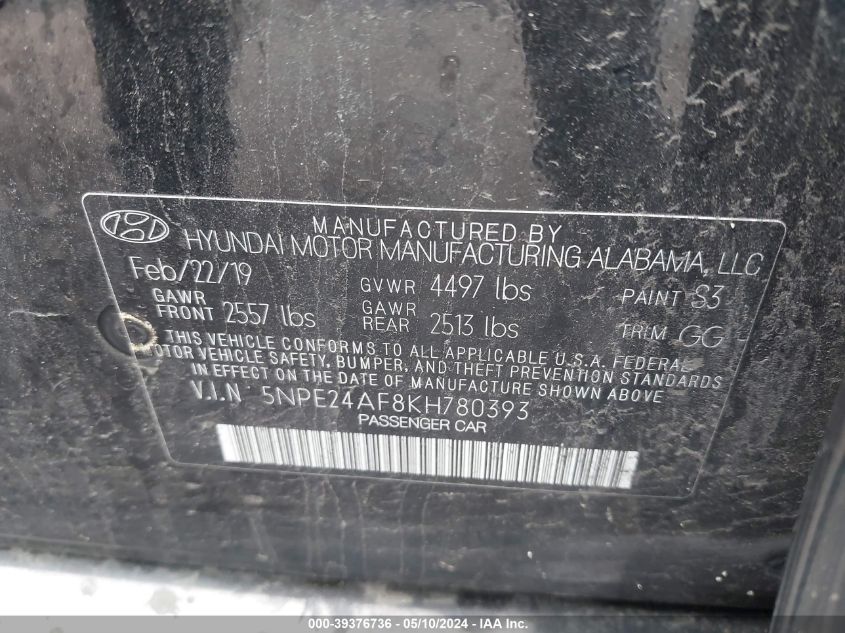 MANUFACTURED BY
HYUNDAI MOTOR MANUFACTURING ALABAMA, LLC
Feb/22/19 GVWR 4497 lbs PAINT S3
GAWR FRONT 2557 lbs GAWR REAR 2513 lbs TRIM GG
THIS VEHICLE CONFORMS TO ALL APPLICABLE U.S.A. FEDERAL
MOTOR VEHICLE SAFETY, BUMPER, AND THEFT PREVENTION STANDARDS
IN EFFECT ON THE DATE OF MANUFACTURE SHOWN ABOVE
V.I.N 5NPE24AF8KH780393
PASSENGER CAR
000-39376736 - 05/10/2024 - IAA Inc.